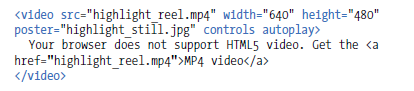 <video src="highlight_reel.mp4" width="640" height="480"
poster="highlight_still.jpg" controls autoplay>
Your browser does not support HTML5 video. Get the <a
href="highlight_reel.mp4">MP4 video</a>
</video>